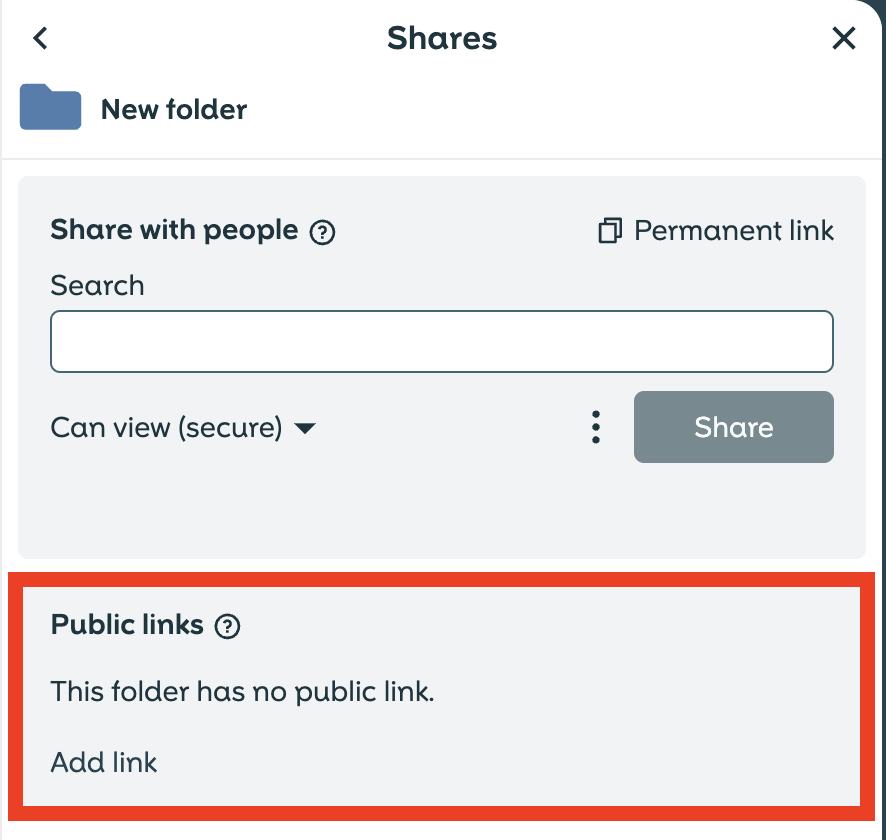 Shares
New folder
Share with people
Permanent link
Search
Can view (secure)
Share
Public links
This folder has no public link.
Add link